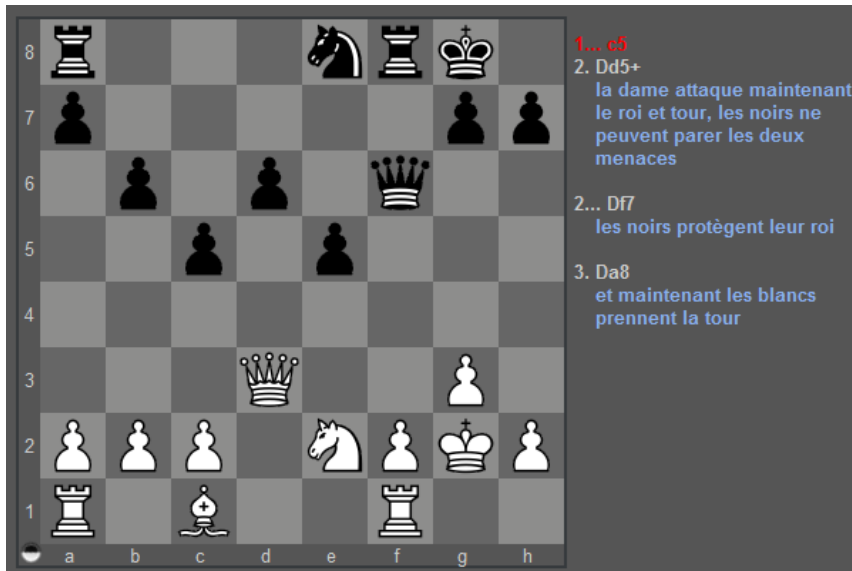 8
7
6
5
4
3
2
1
a b c d e f g h
1... c5
2. Dd5+
la dame attaque maintenant
le roi et tour, les noirs ne
peuvent parer les deux
menaces
2... Df7
les noirs protègent leur roi
3. Da8
et maintenant les blancs
prennent la tour